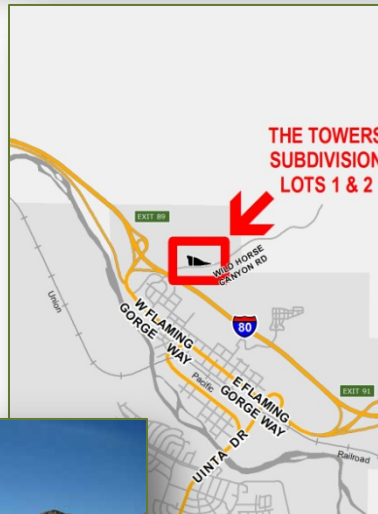 THE TOWERS
SUBDIVISION
LOTS 1 & 2
EXIT 89
WILD HORSE
CANYON RD
80
W FLAMING
GORGE WAY
Union
Pacific
E FLAMING
GORGE WAY
EXIT 91
UINTA DR
Railroad